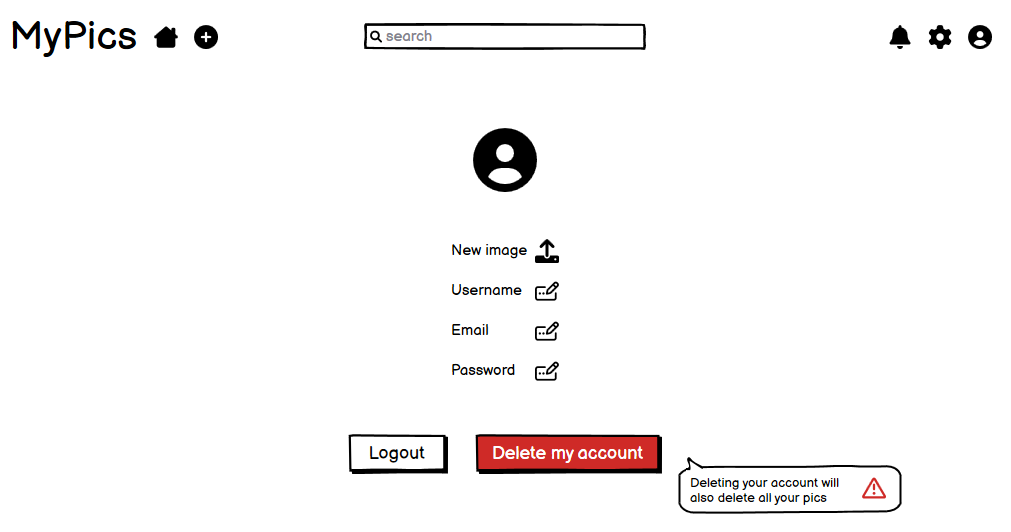 MyPics
search
New image
Username
Email
Password
Logout
Delete my account
Deleting your account will
also delete all your pics